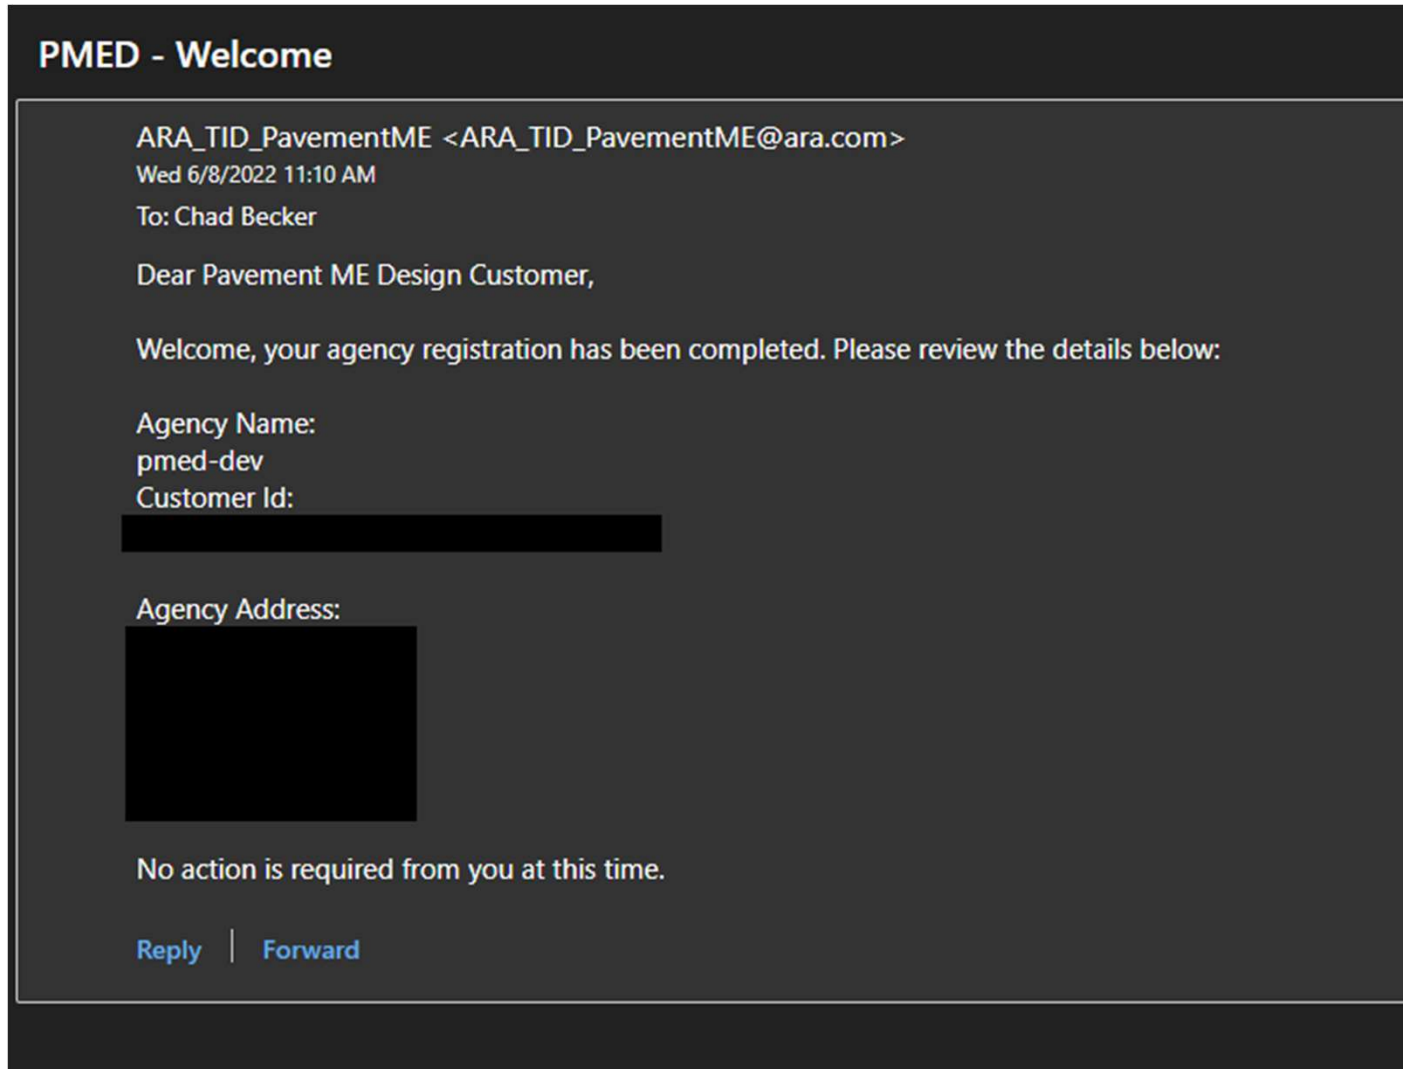 PMED - Welcome
ARA_TID_PavementME <ARA_TID_PavementME@ara.com>
Wed 6/8/2022 11:10 AM
To: Chad Becker
Dear Pavement ME Design Customer,
Welcome, your agency registration has been completed. Please review the details below:
Agency Name:
pmed-dev
Customer Id:
Agency Address:
No action is required from you at this time.
Reply | Forward